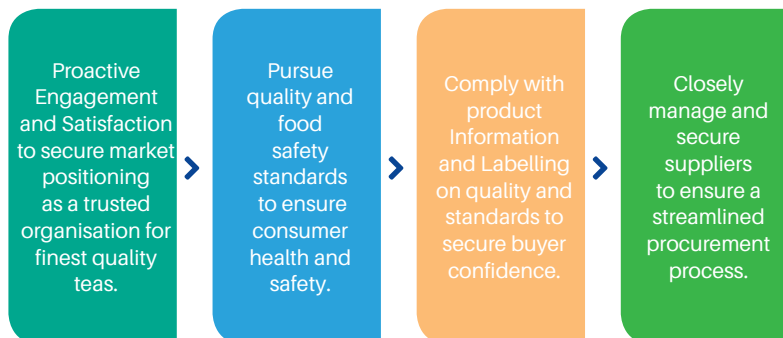 Proactive
Engagement
and Satisfaction
to secure market
positioning
as a trusted
organisation for
finest quality
teas.
Pursue
quality and
food
safety
standards
to ensure
consumer
health and
safety.
Comply with
product
Information
and Labelling
on quality and
standards to
secure buyer
confidence.
Closely
manage and
secure
suppliers
to ensure a
streamlined
procurement
process.